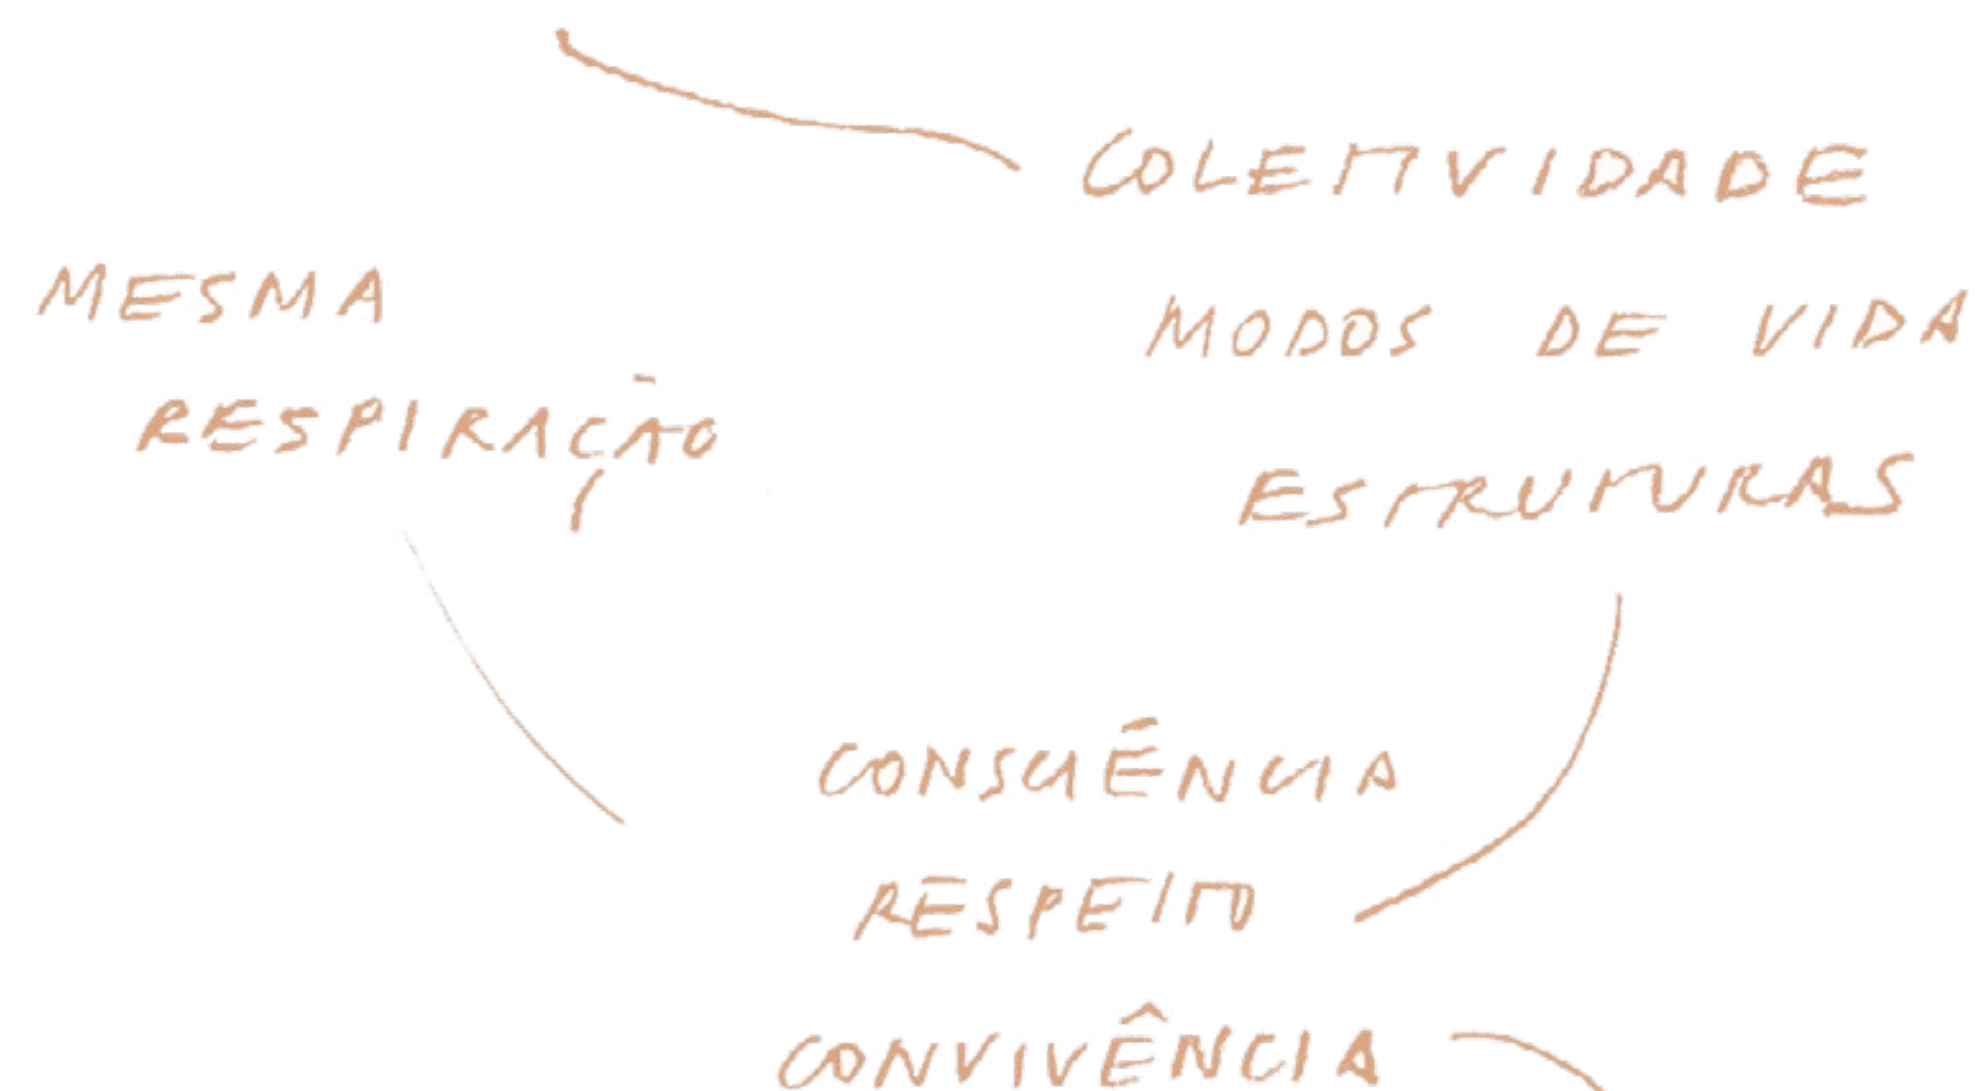 COLETIVIDADE
MESMA
MODOS DE VIDA
RESPIRAÇÃO
ESTRUTURAS
CONSCIÊNCIA
RESPEITO
CONVIVÊNCIA